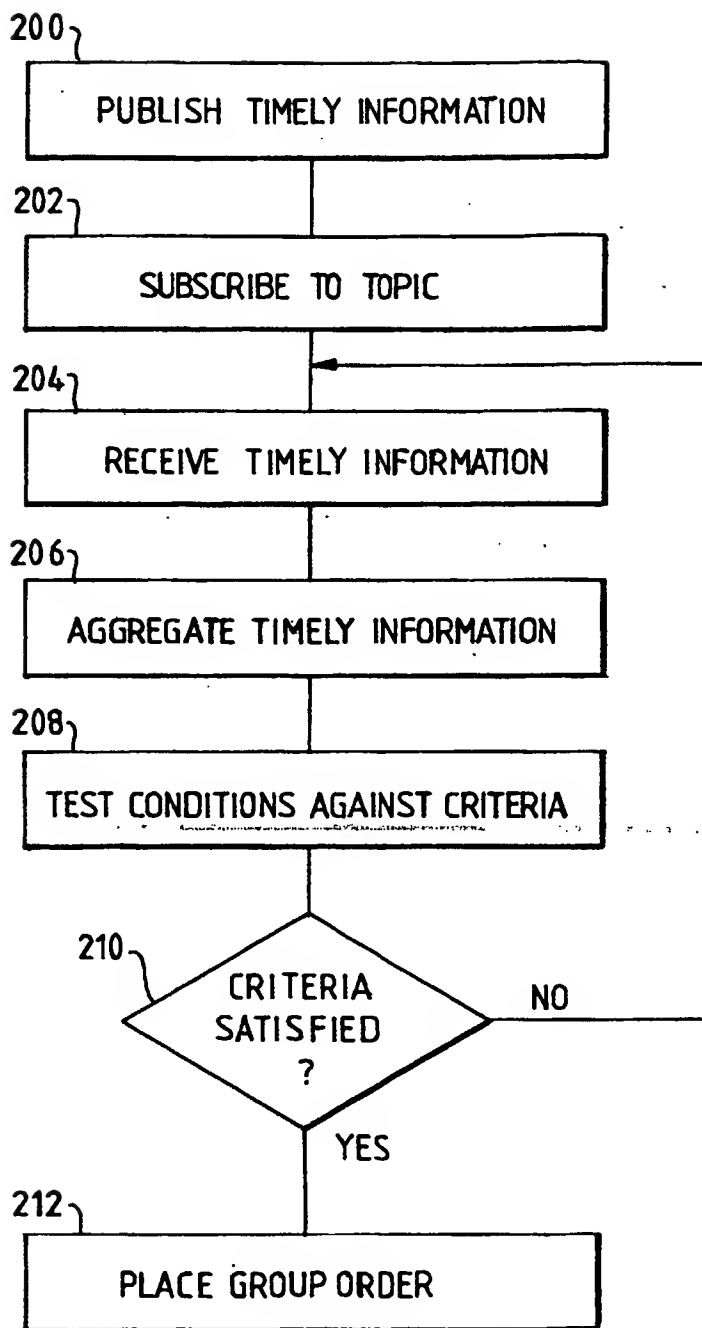 200
PUBLISH TIMELY INFORMATION
202
SUBSCRIBE TO TOPIC
204
RECEIVE TIMELY INFORMATION
206
AGGREGATE TIMELY INFORMATION
208
TEST CONDITIONS AGAINST CRITERIA
210
CRITERIA
SATISFIED
?
NO
YES
212
PLACE GROUP ORDER